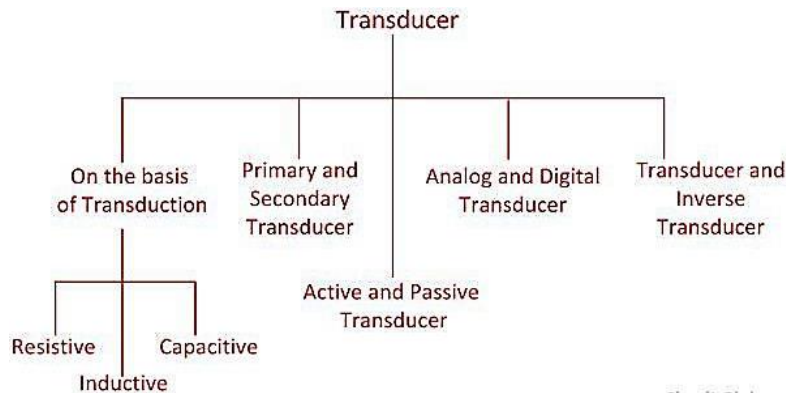 Transducer
On the basis
of Transduction
Primary and
Secondary
Transducer
Analog and Digital
Transducer
Transducer and
Inverse
Transducer
Active and Passive
Transducer
Resistive
Capacitive
Inductive